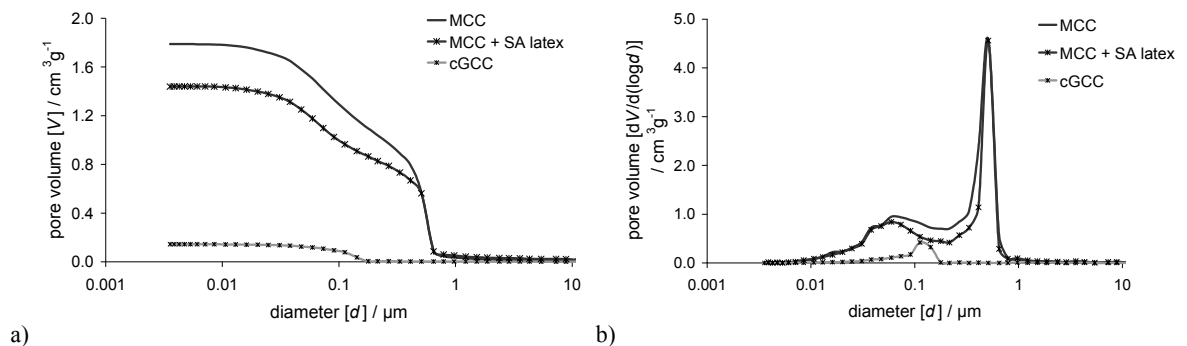 MCC
MCC + SA latex
cGCC
pore volume [V] / cm³g⁻¹
2.0
1.6
1.2
0.8
0.4
0.0
0.001 0.01 0.1 1 10
diameter [d] / µm
a)
MCC
MCC + SA latex
cGCC
pore volume [dV/d(logd)]
/ cm³g⁻¹
5.0
4.0
3.0
2.0
1.0
0.0
0.001 0.01 0.1 1 10
diameter [d] / µm
b)